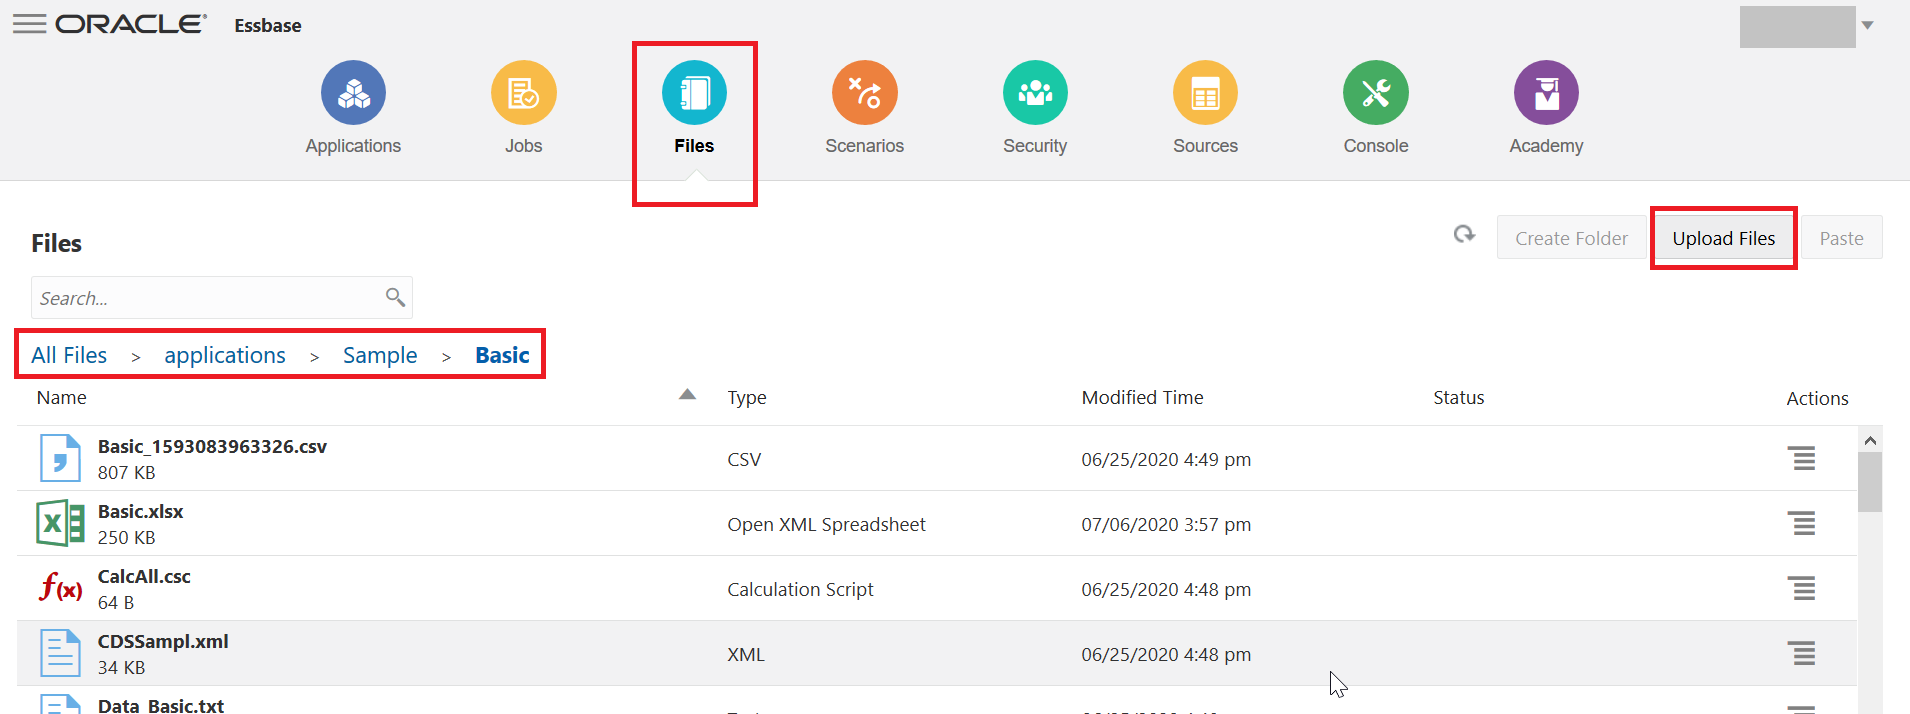 ORACLE® Essbase
Applications Jobs Files Scenarios Security Sources Console Academy
Files
Create Folder Upload Files Paste
Search...
All Files > applications > Sample > Basic
Name Type Modified Time Status Actions
Basic_1593083963326.csv
807 KB
CSV 06/25/2020 4:49 pm
Basic.xlsx
250 KB
Open XML Spreadsheet 07/06/2020 3:57 pm
CalcAll.csc
64 B
Calculation Script 06/25/2020 4:48 pm
CDSSampl.xml
34 KB
XML 06/25/2020 4:48 pm
Data_Basic.txt